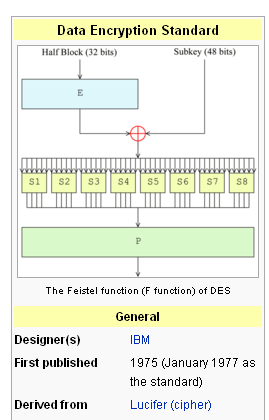 Data Encryption Standard
Half Block (32 bits) Subkey (48 bits)
E
S1 S2 S3 S4 S5 S6 S7 S8
P
The Feistel function (F function) of DES
General
Designer(s) IBM
First published 1975 (January 1977 as
the standard)
Derived from Lucifer (cipher)